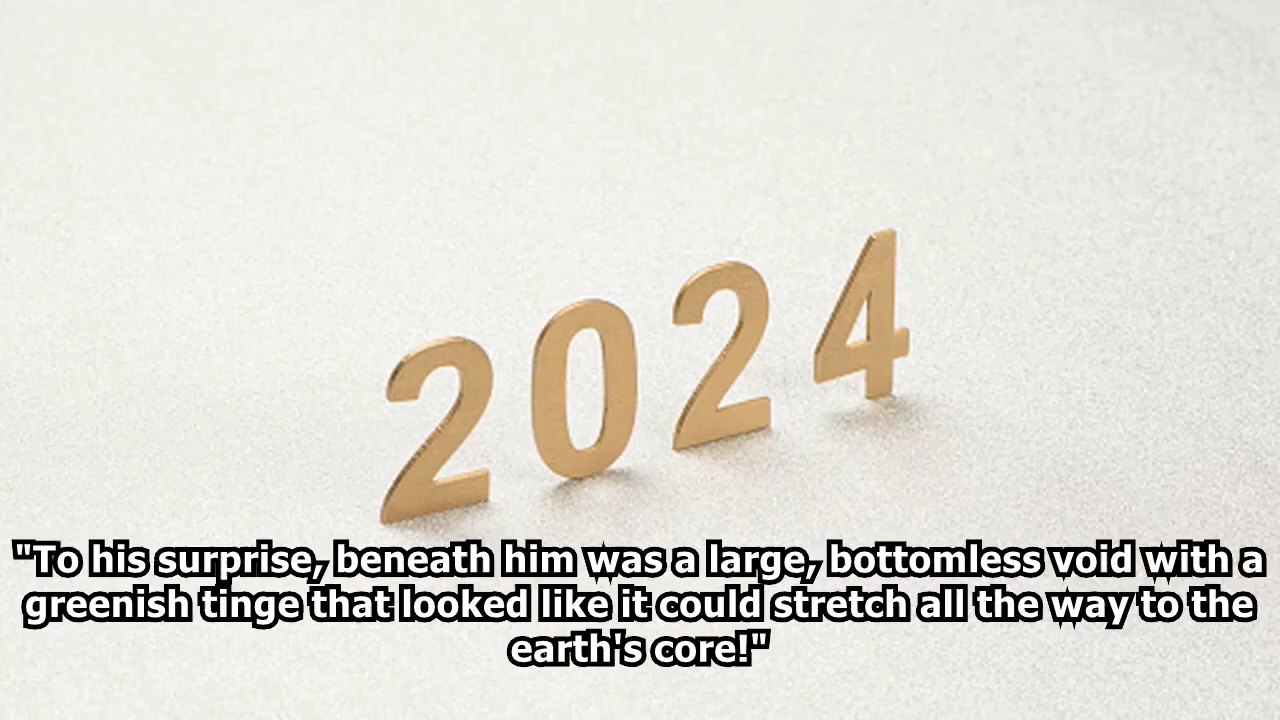 2024
"To his surprise, beneath him was a large, bottomless void with a
greenish tinge that looked like it could stretch all the way to the
earth's core!"